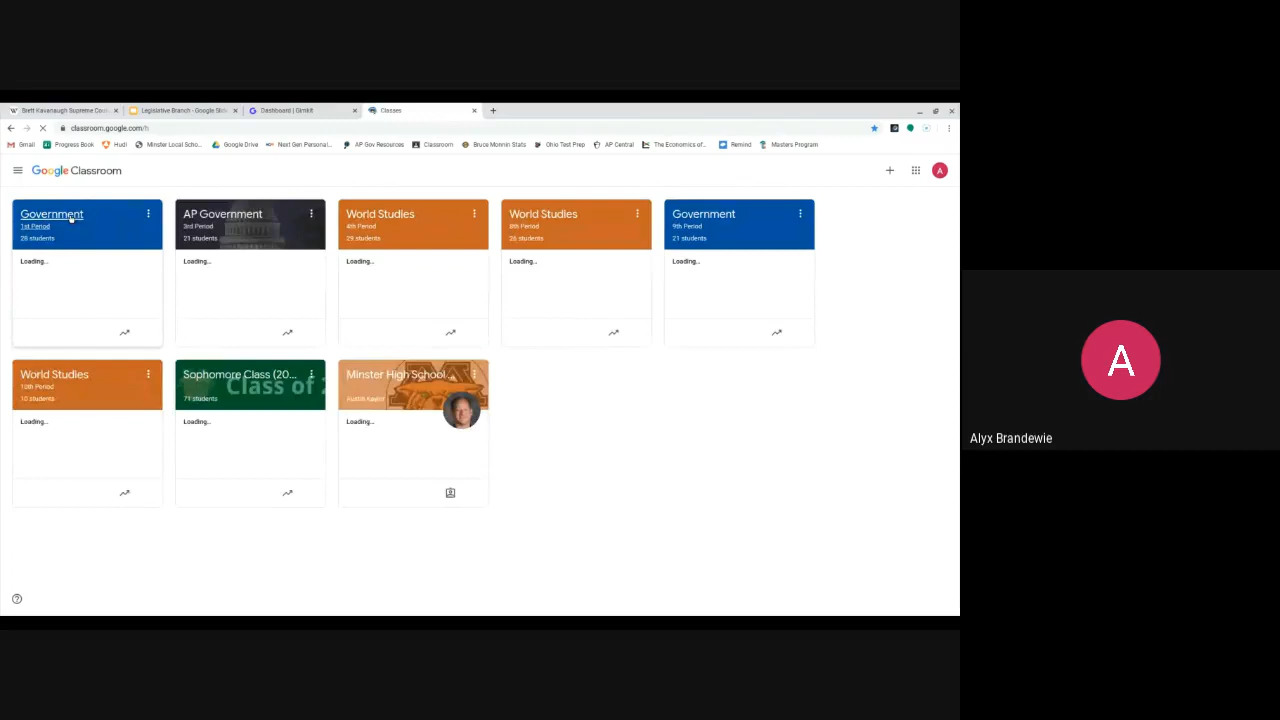 Brett Kavanaugh Supreme Cou
Legislative Branch - Google Slid
Dashboard | Gimkit
Classes
classroom.google.com/h
Gmail
Progress Book
Hudl
Minster Local Scho...
Google Drive
Next Gen Personal...
AP Gov Resources
Classroom
Bruce Monnin Stats
Ohio Test Prep
AP Central
The Economics of...
Remind
Masters Program
Google Classroom
A
Government
1st Period
28 students
Loading...
AP Government
3rd Period
21 students
Loading...
World Studies
4th Period
29 students
Loading...
World Studies
8th Period
26 students
Loading...
Government
9th Period
21 students
Loading...
World Studies
10th Period
10 students
Loading...
Sophomore Class (20...
Class of 2
71 students
Loading...
Minster High School
Loading...
A
Alyx Brandewie